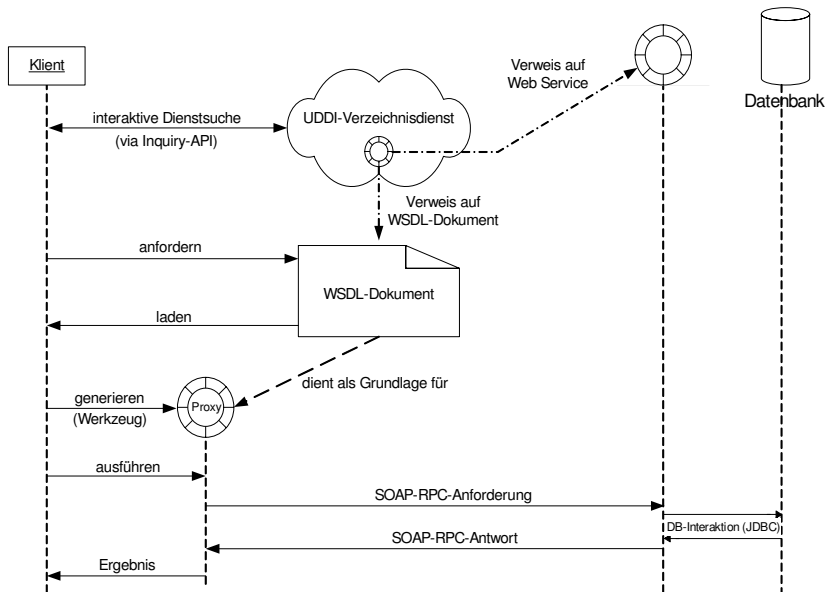 Klient
Verweis auf
Web Service
Datenbank
interaktive Dienstsuche
(via Inquiry-API)
UDDI-Verzeichnisdienst
Verweis auf
WSDL-Dokument
anfordern
WSDL-Dokument
laden
dient als Grundlage für
generieren
(Werkzeug)
Proxy
ausführen
SOAP-RPC-Anforderung
DB-Interaktion (JDBC)
SOAP-RPC-Antwort
Ergebnis